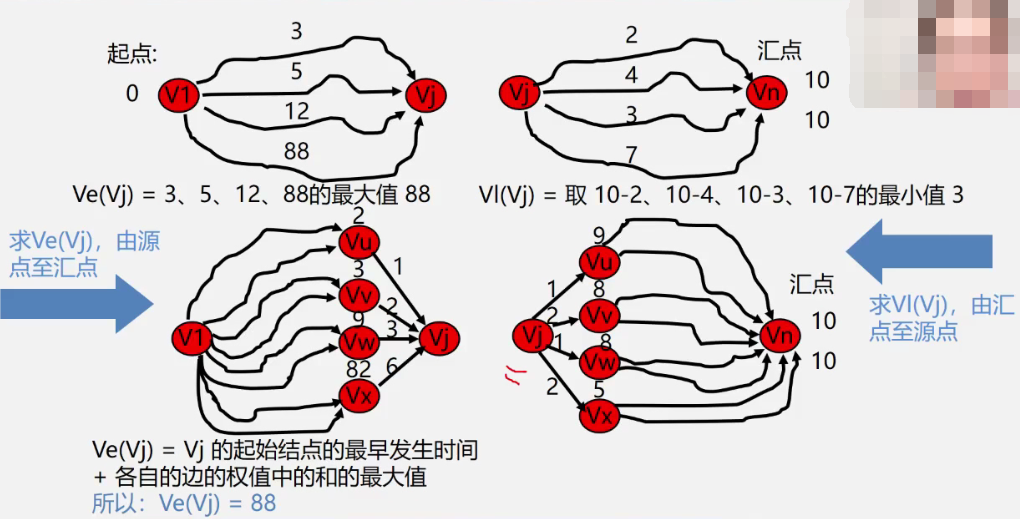 起点:
0
V1
3
5
12
88
Vj
Ve(Vj) = 3、5、12、88的最大值 88
Vj
2
4
3
7
汇点
Vn
10
10
Vl(Vj) = 取 10-2、10-4、10-3、10-7的最小值 3
求Ve(Vj)，由源
点至汇点
V1
2
Vu
1
3
Vv
2
9
Vw
3
82
Vx
6
Vj
Ve(Vj) = Vj 的起始结点的最早发生时间
+ 各自的边的权值中的和的最大值
所以：Ve(Vj) = 88
Vj
1
9
Vu
2
8
Vv
1
8
Vw
2
5
Vx
汇点
Vn
10
10
求Vl(Vj)，由汇
点至源点